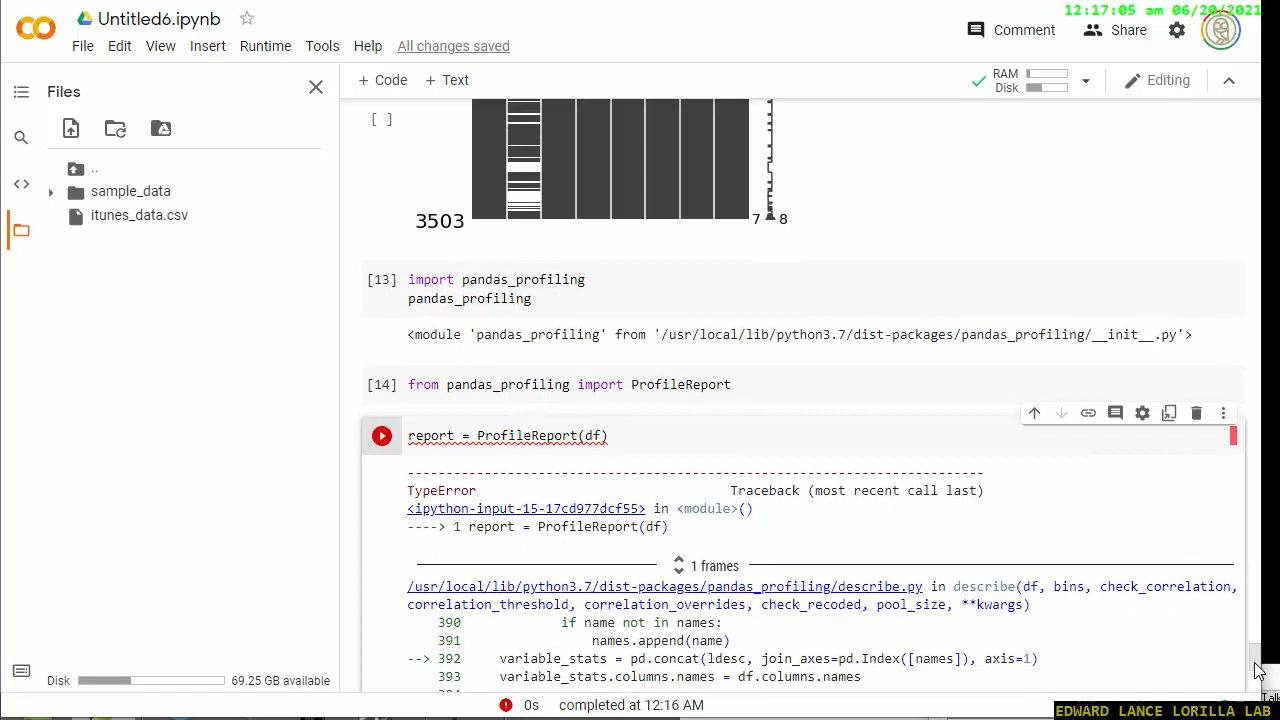 12:17:05 am 06/20/2021
Untitled6.ipynb
Comment
Share
File Edit View Insert Runtime Tools Help All changes saved
Files
+ Code + Text
RAM
Disk
Editing
[ ]
..
sample_data
itunes_data.csv
3503
7 8
[13] import pandas_profiling
pandas_profiling
<module 'pandas_profiling' from '/usr/local/lib/python3.7/dist-packages/pandas_profiling/__init__.py'>
[14] from pandas_profiling import ProfileReport
report = ProfileReport(df)
---------------------------------------------------------------------------
TypeError Traceback (most recent call last)
<ipython-input-15-17cd977dcf55> in <module>()
----> 1 report = ProfileReport(df)
1 frames
/usr/local/lib/python3.7/dist-packages/pandas_profiling/describe.py in describe(df, bins, check_correlation,
correlation_threshold, correlation_overrides, check_recoded, pool_size, **kwargs)
390 if name not in names:
391 names.append(name)
--> 392 variable_stats = pd.concat(ldesc, join_axes=pd.Index([names]), axis=1)
393 variable_stats.columns.names = df.columns.names
Disk 69.25 GB available
0s completed at 12:16 AM
EDWARD LANCE LORILLA LAB